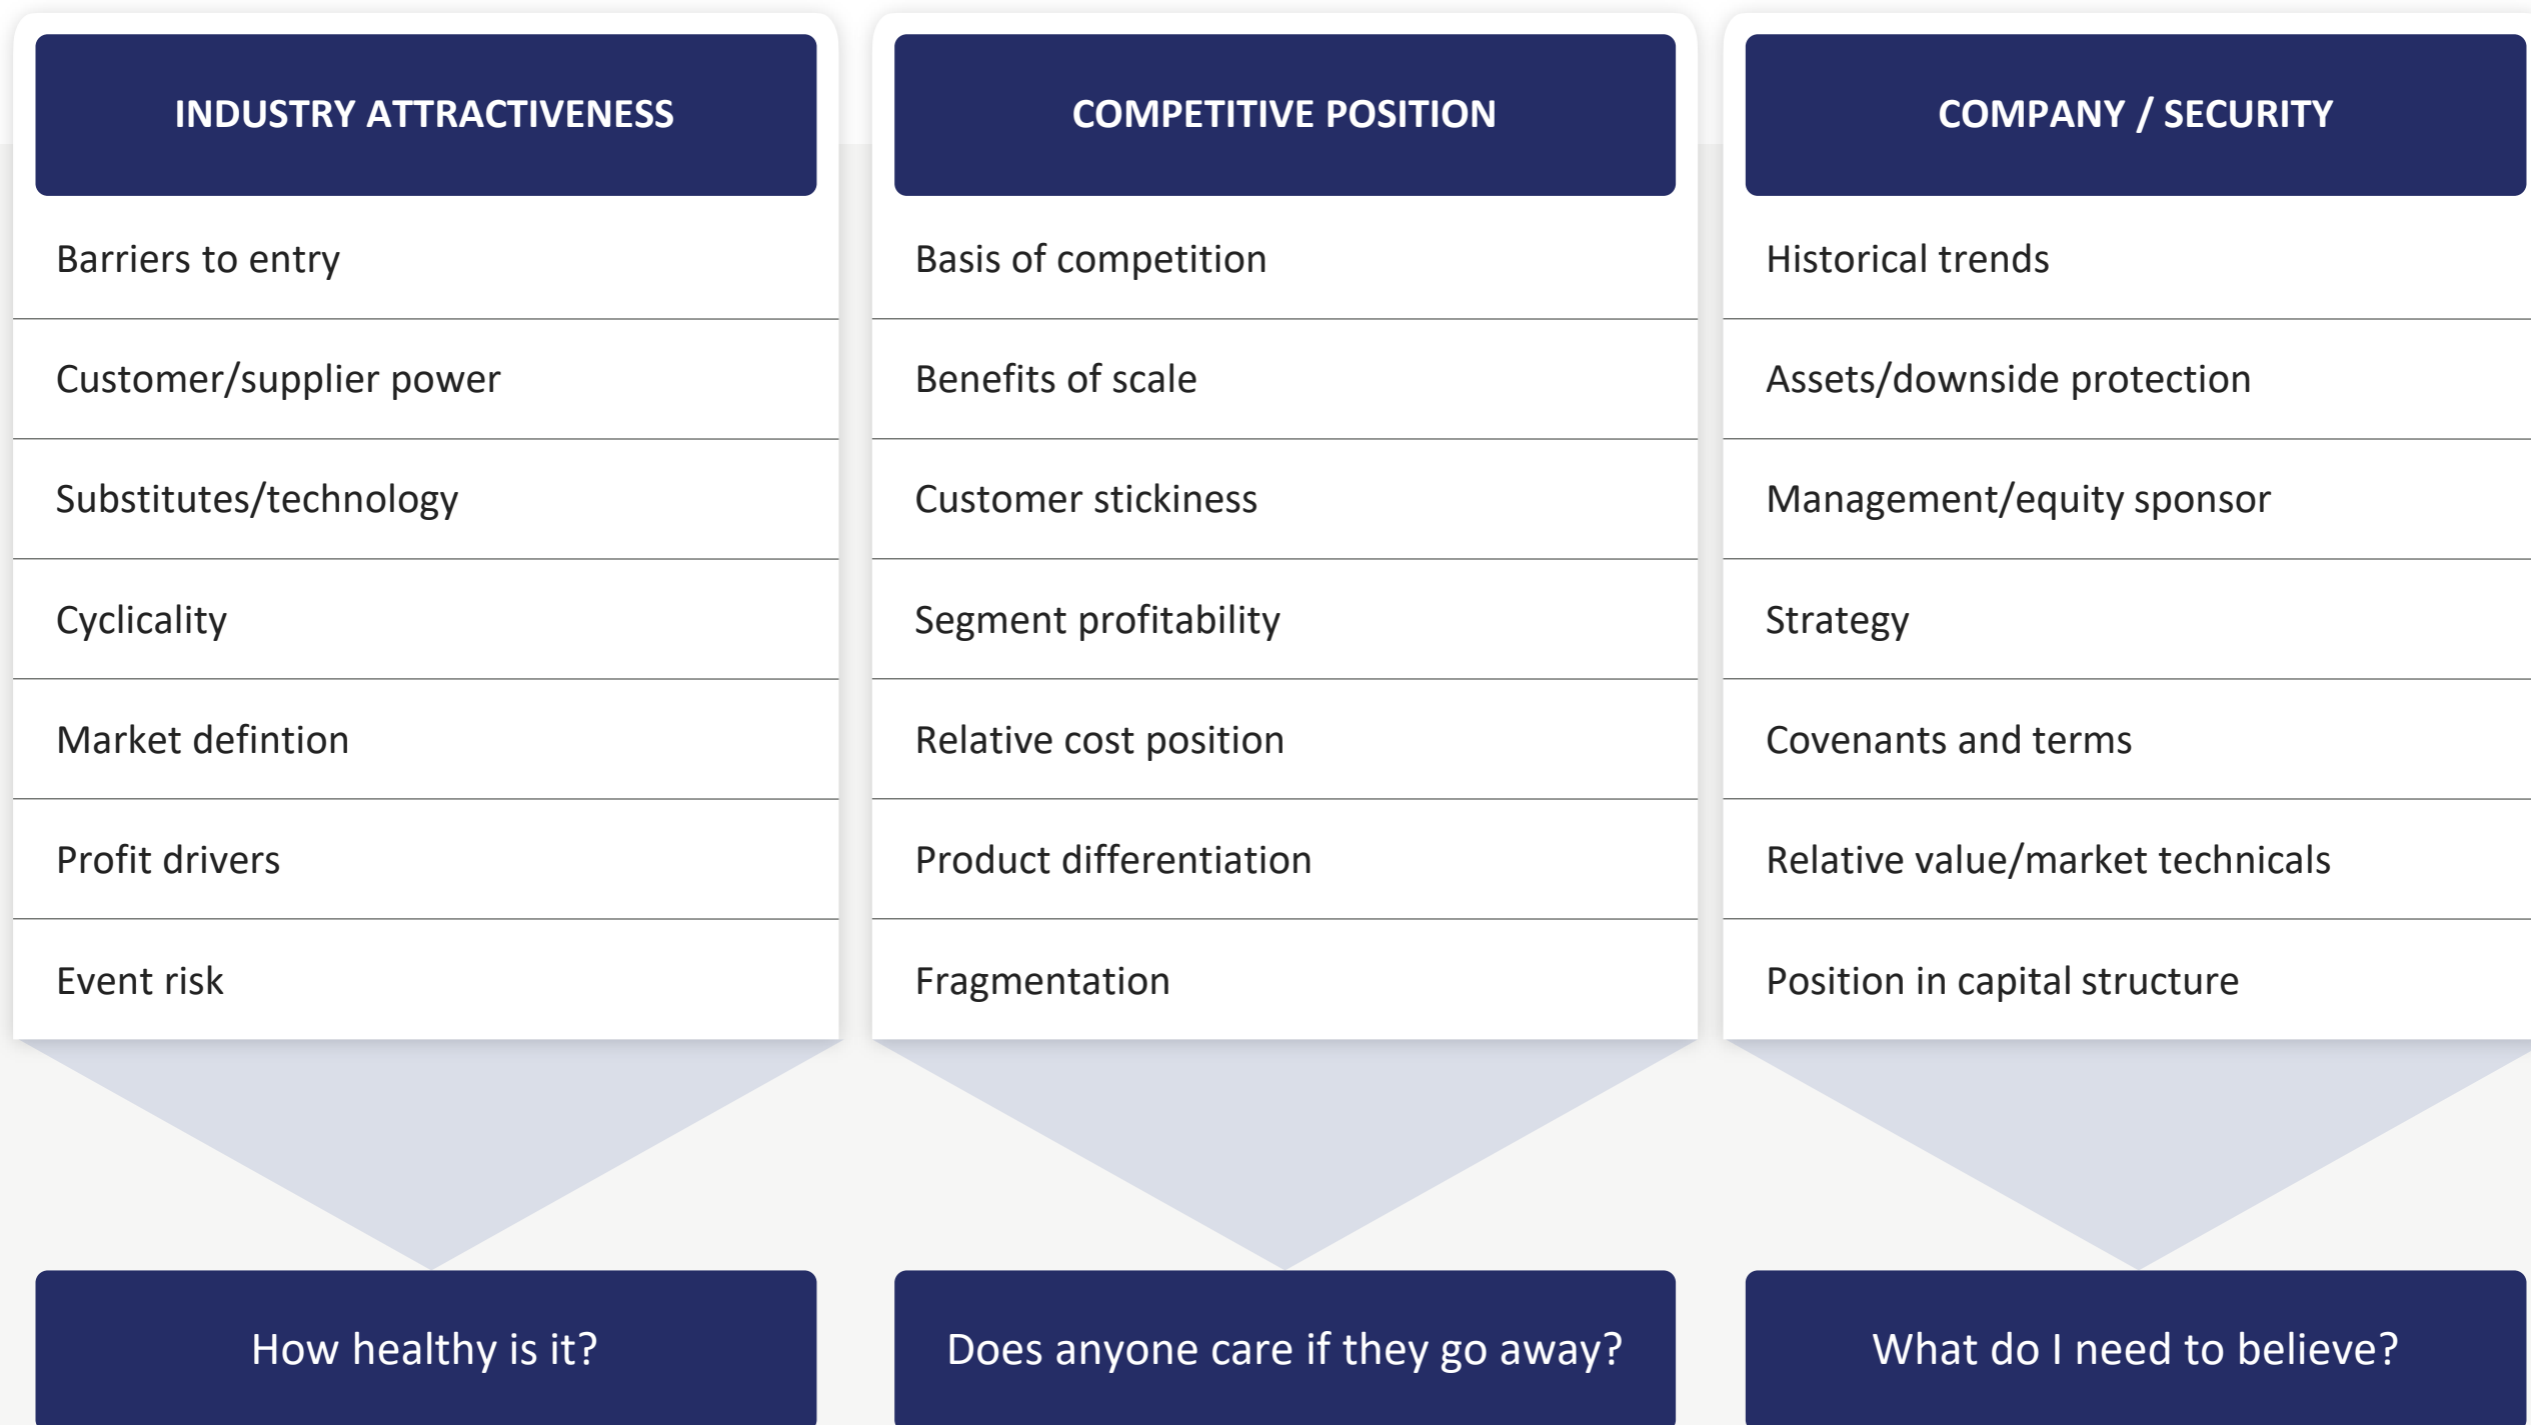 INDUSTRY ATTRACTIVENESS
Barriers to entry
Customer/supplier power
Substitutes/technology
Cyclicality
Market defintion
Profit drivers
Event risk
How healthy is it?
COMPETITIVE POSITION
Basis of competition
Benefits of scale
Customer stickiness
Segment profitability
Relative cost position
Product differentiation
Fragmentation
Does anyone care if they go away?
COMPANY / SECURITY
Historical trends
Assets/downside protection
Management/equity sponsor
Strategy
Covenants and terms
Relative value/market technicals
Position in capital structure
What do I need to believe?